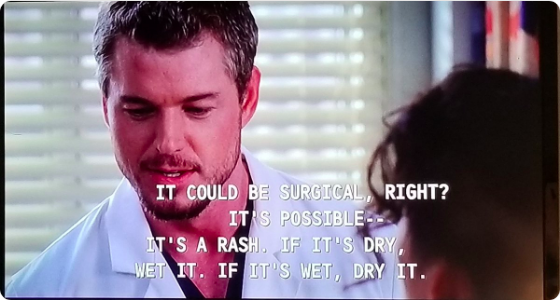 IT COULD BE SURGICAL, RIGHT?
IT'S POSSIBLE--
IT'S A RASH. IF IT'S DRY,
WET IT. IF IT'S WET, DRY IT.